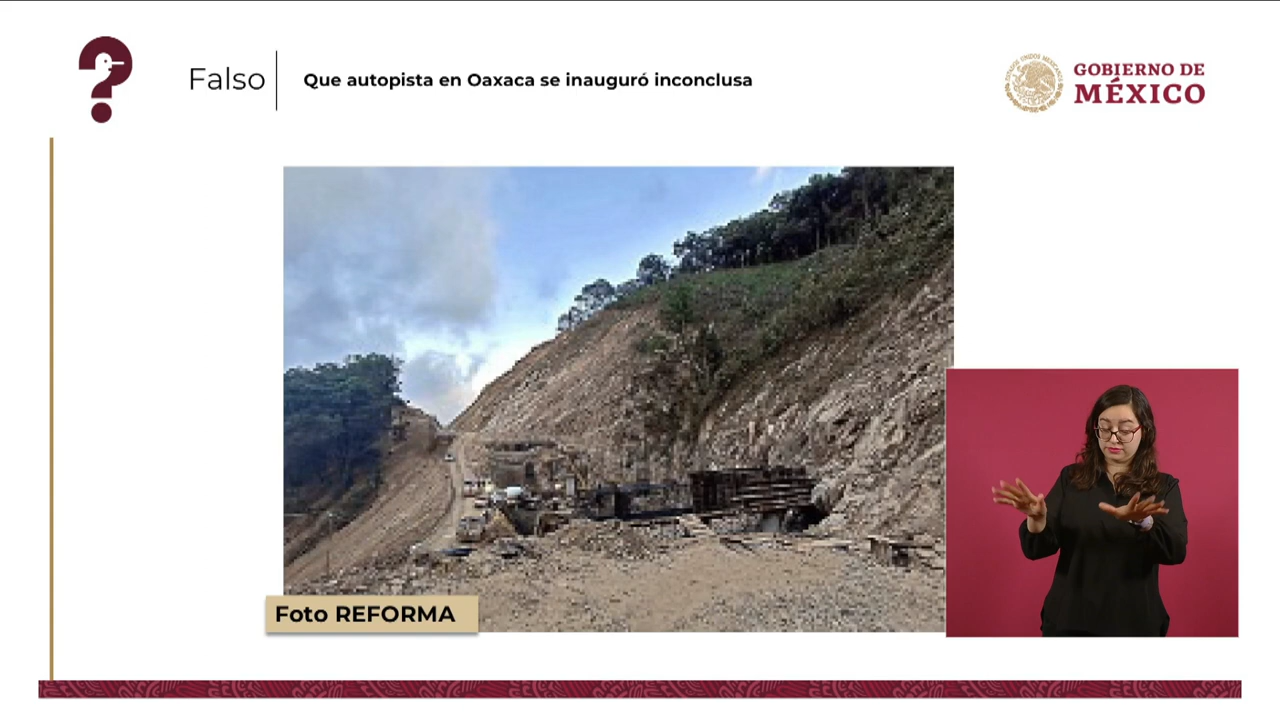 Falso
Que autopista en Oaxaca se inauguró inconclusa
GOBIERNO DE
MÉXICO
Foto REFORMA